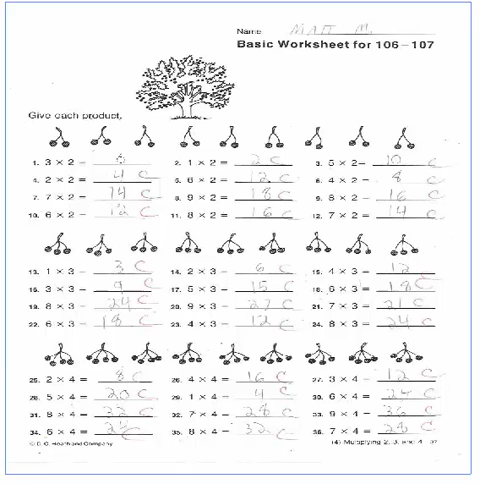 Name MATT M.
Basic Worksheet for 106–107
Give each product.
1. 3 × 2 = 6 2. 1 × 2 = 2 C 3. 5 × 2 = 10 C
4. 2 × 2 = 4 C 5. 6 × 2 = 12 C 6. 4 × 2 = 8 C
7. 7 × 2 = 14 C 8. 9 × 2 = 18 C 9. 8 × 2 = 16 C
10. 6 × 2 = 12 C 11. 8 × 2 = 16 C 12. 7 × 2 = 14 C
13. 1 × 3 = 3 C 14. 2 × 3 = 6 C 15. 4 × 3 = 12
16. 3 × 3 = 9 C 17. 5 × 3 = 15 C 18. 6 × 3 = 18 C
19. 8 × 3 = 24 C 20. 9 × 3 = 27 C 21. 7 × 3 = 21 C
22. 6 × 3 = 18 C 23. 4 × 3 = 12 C 24. 8 × 3 = 24 C
25. 2 × 4 = 8 C 26. 4 × 4 = 16 C 27. 3 × 4 = 12 C
28. 5 × 4 = 20 C 29. 1 × 4 = 4 C 30. 6 × 4 = 24 C
31. 8 × 4 = 32 C 32. 7 × 4 = 28 C 33. 9 × 4 = 36 C
34. 6 × 4 = C 35. 8 × 4 = 32 C 36. 7 × 4 = 28 C
© D. C. Heath and Company (4) Multiplying 2, 3, and 4 37